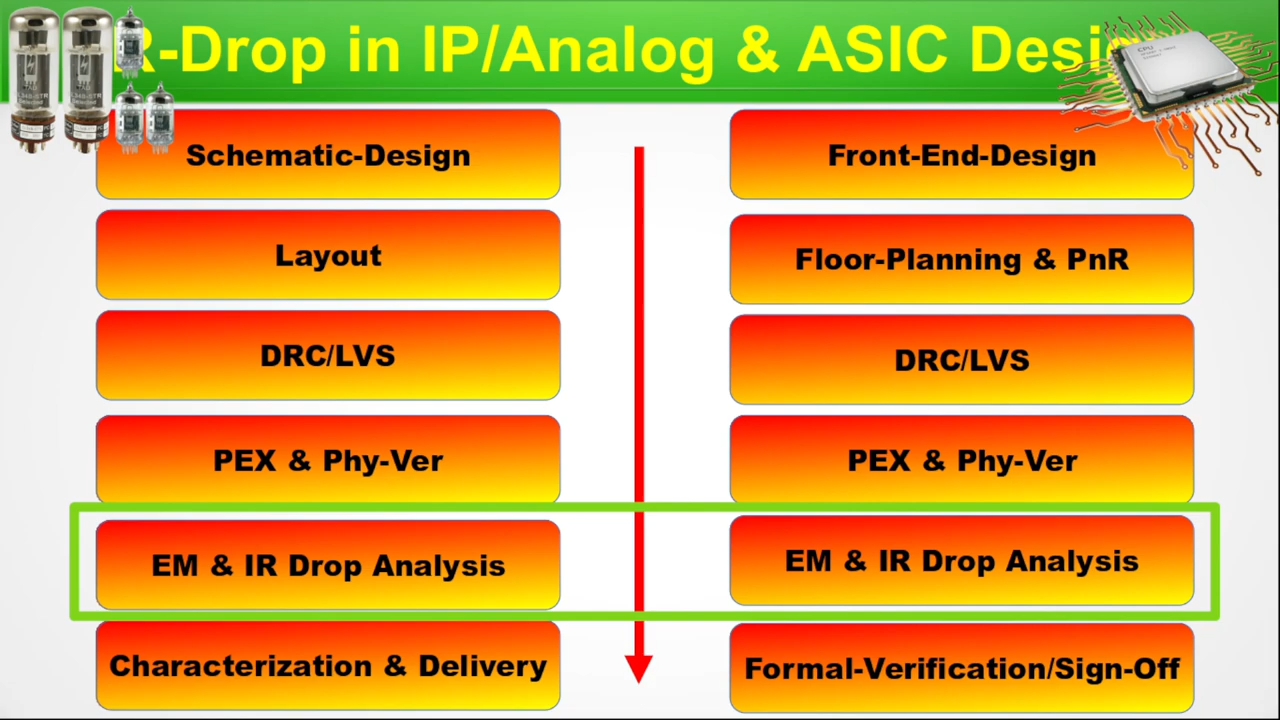 R-Drop in IP/Analog & ASIC Desi
Schematic-Design
Front-End-Design
Layout
Floor-Planning & PnR
DRC/LVS
DRC/LVS
PEX & Phy-Ver
PEX & Phy-Ver
EM & IR Drop Analysis
EM & IR Drop Analysis
Characterization & Delivery
Formal-Verification/Sign-Off
CPU